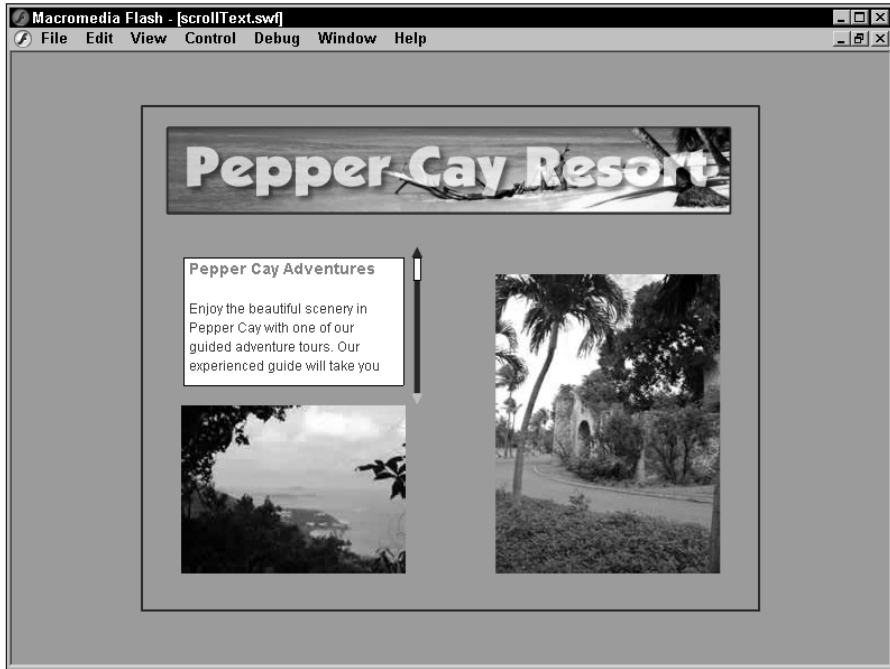 Macromedia Flash - [scrollText.swf]
File Edit View Control Debug Window Help
Pepper Cay Resort
Pepper Cay Adventures
Enjoy the beautiful scenery in
Pepper Cay with one of our
guided adventure tours. Our
experienced guide will take you